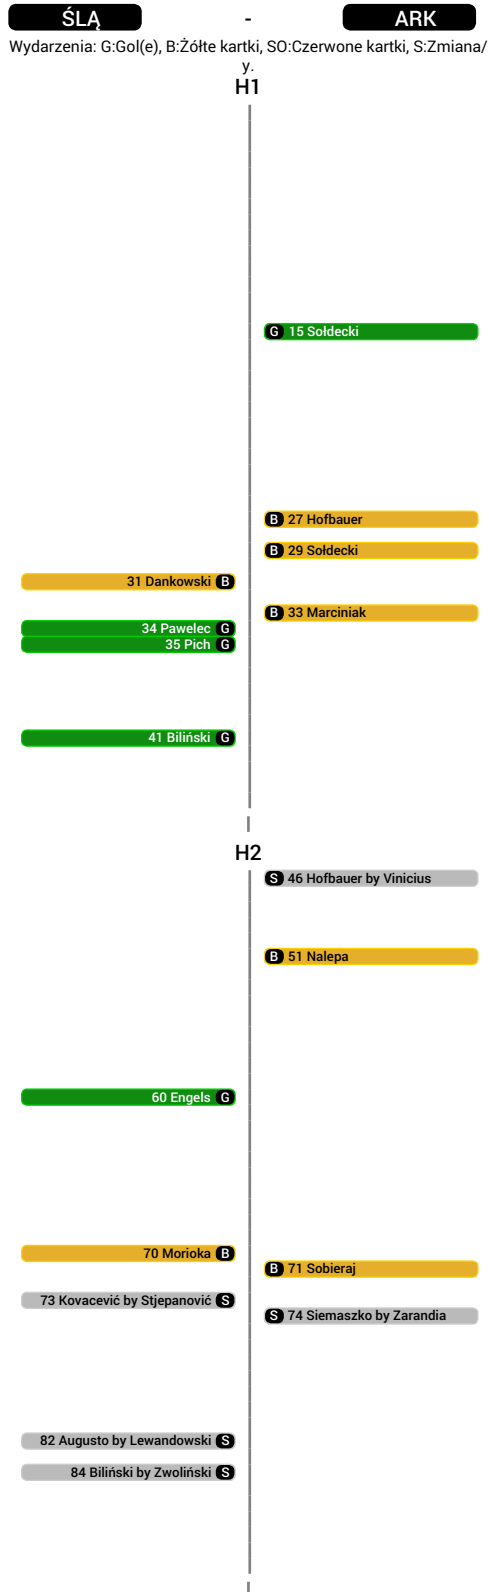 ŚLĄ - ARK
Wydarzenia: G:Gol(e), B:Żółte kartki, SO:Czerwone kartki, S:Zmiana/
y.
H1
G 15 Sołdecki
B 27 Hofbauer
B 29 Sołdecki
31 Dankowski B
B 33 Marciniak
34 Pawelec G
35 Pich G
41 Biliński G
H2
S 46 Hofbauer by Vinicius
B 51 Nalepa
60 Engels G
70 Morioka B
B 71 Sobieraj
73 Kovacević by Stjepanović S
S 74 Siemaszko by Zarandia
82 Augusto by Lewandowski S
84 Biliński by Zwoliński S